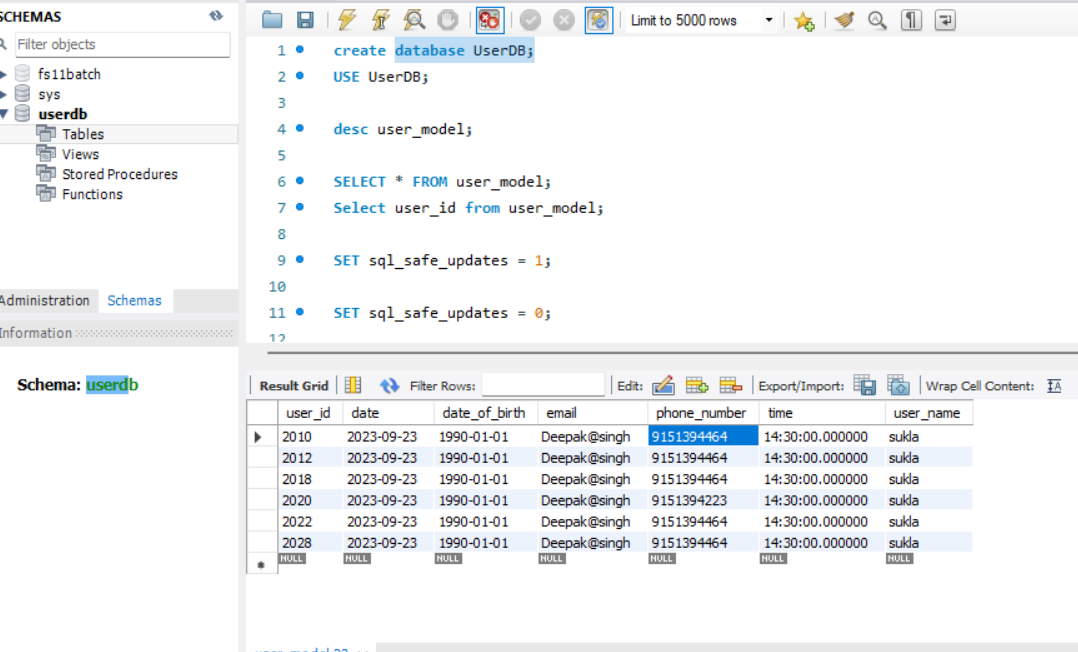 SCHEMAS
Filter objects
fs11batch
sys
userdb
Tables
Views
Stored Procedures
Functions
Administration Schemas
Information
Schema: userdb
Limit to 5000 rows
1 create database UserDB;
2 USE UserDB;
3
4 desc user_model;
5
6 SELECT * FROM user_model;
7 Select user_id from user_model;
8
9 SET sql_safe_updates = 1;
10
11 SET sql_safe_updates = 0;
12
Result Grid Filter Rows: Edit: Export/Import: Wrap Cell Content:
user_id date date_of_birth email phone_number time user_name
2010 2023-09-23 1990-01-01 Deepak@singh 9151394464 14:30:00.000000 sukla
2012 2023-09-23 1990-01-01 Deepak@singh 9151394464 14:30:00.000000 sukla
2018 2023-09-23 1990-01-01 Deepak@singh 9151394464 14:30:00.000000 sukla
2020 2023-09-23 1990-01-01 Deepak@singh 9151394223 14:30:00.000000 sukla
2022 2023-09-23 1990-01-01 Deepak@singh 9151394464 14:30:00.000000 sukla
2028 2023-09-23 1990-01-01 Deepak@singh 9151394464 14:30:00.000000 sukla
NULL NULL NULL NULL NULL NULL NULL